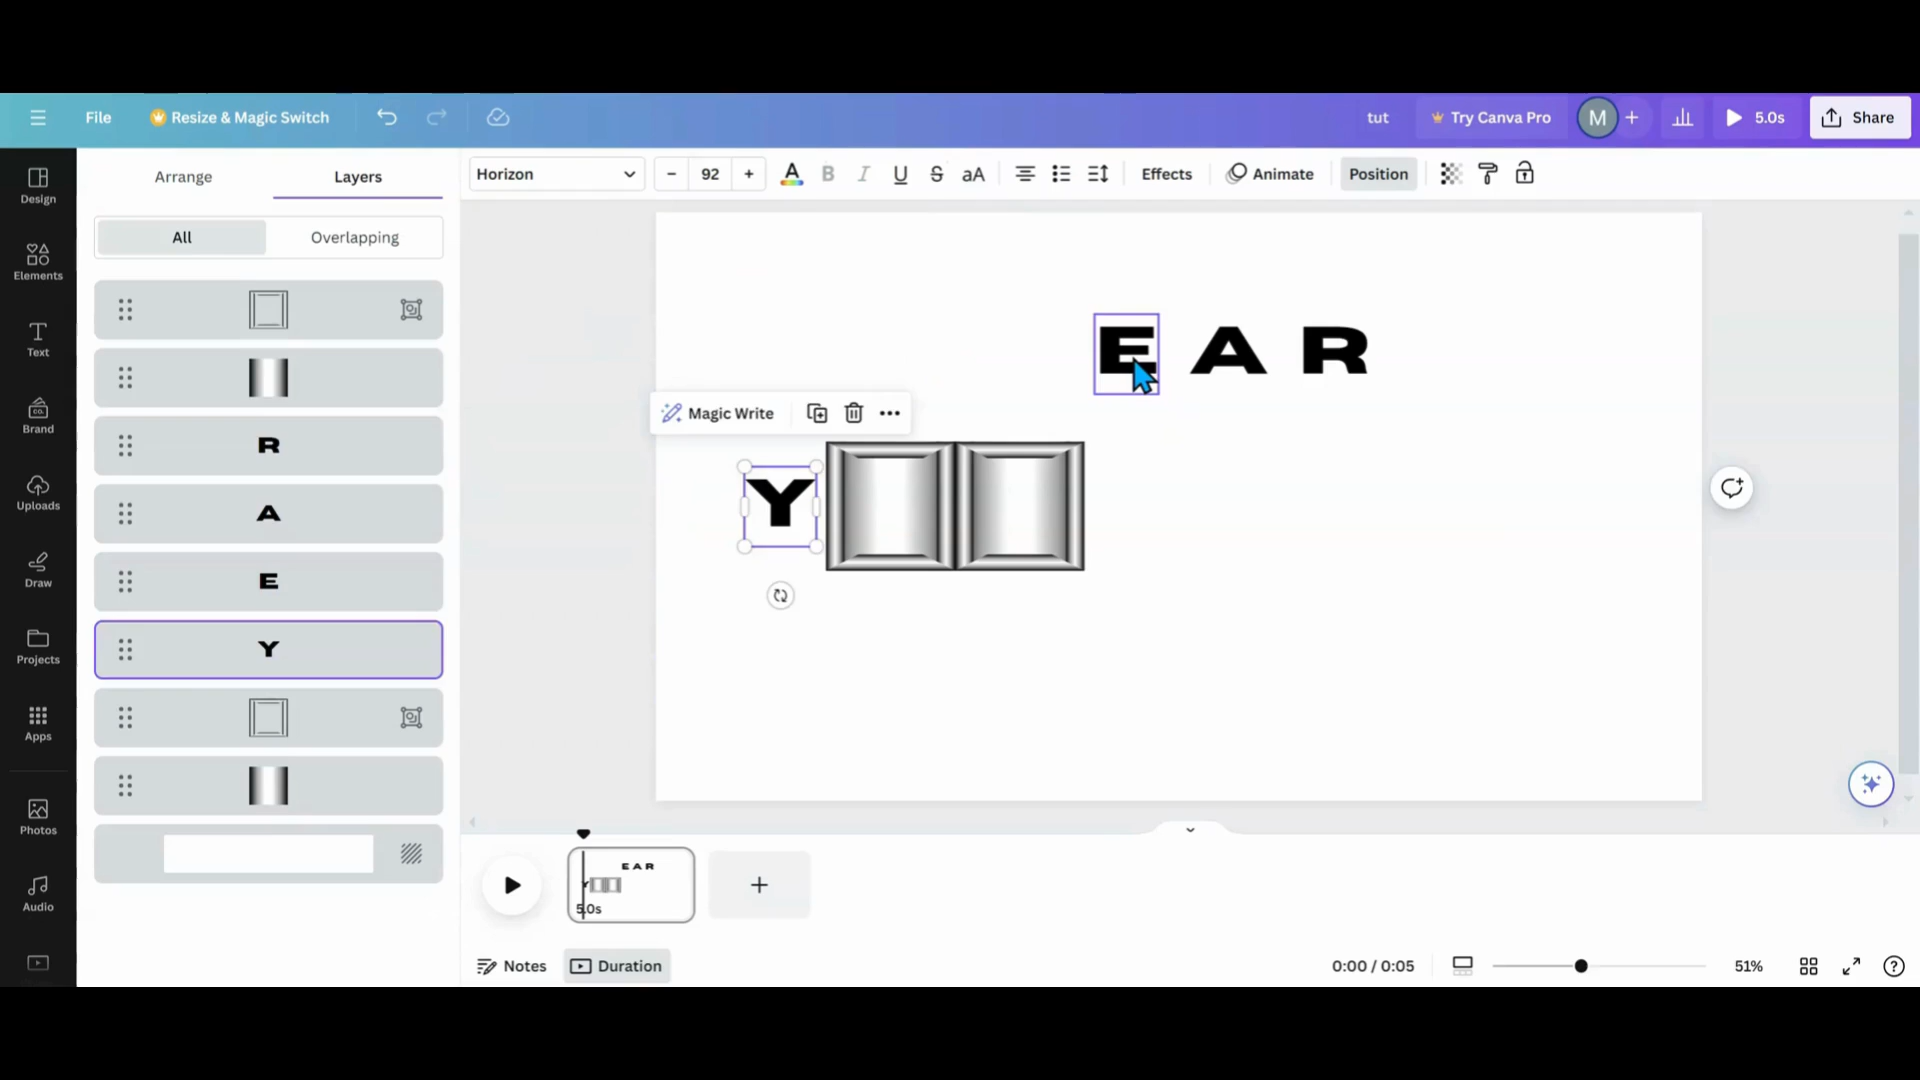 File
Resize & Magic Switch
tut
Try Canva Pro
M
5.0s
Share
Design
Elements
Text
Brand
Uploads
Draw
Projects
Apps
Photos
Audio
Arrange
Layers
All
Overlapping
R
A
E
Y
Horizon
92
A
B
I
U
S
aA
Effects
Animate
Position
E A R
Magic Write
Y
E A R
5.0s
Notes
Duration
0:00 / 0:05
51%